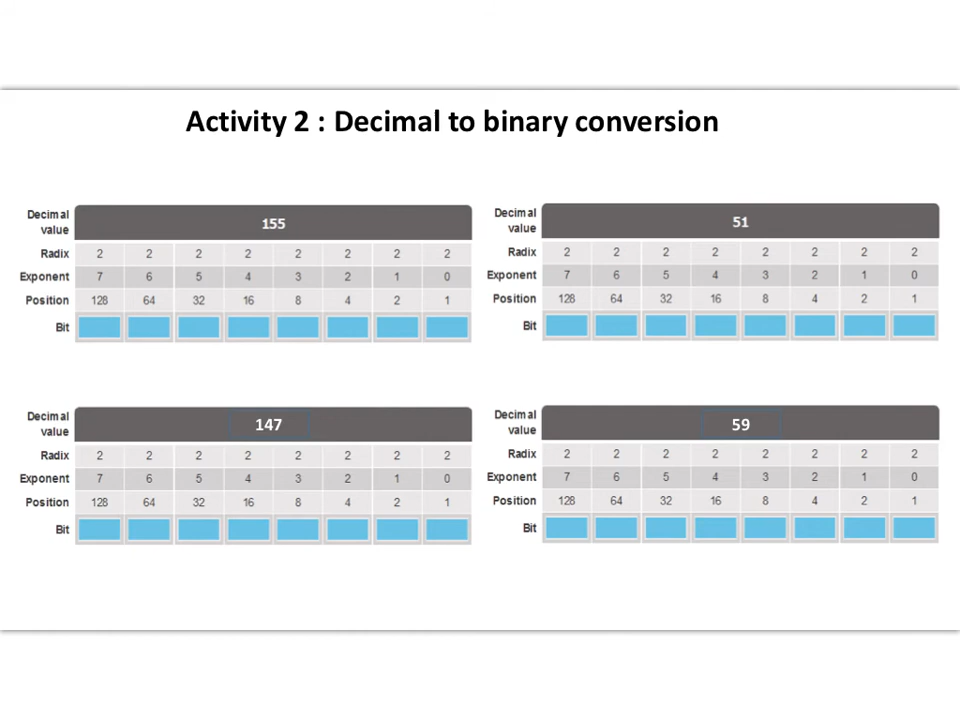 Activity 2 : Decimal to binary conversion
Decimal value 155
Radix 2 2 2 2 2 2 2 2
Exponent 7 6 5 4 3 2 1 0
Position 128 64 32 16 8 4 2 1
Bit
Decimal value 51
Radix 2 2 2 2 2 2 2 2
Exponent 7 6 5 4 3 2 1 0
Position 128 64 32 16 8 4 2 1
Bit
Decimal value 147
Radix 2 2 2 2 2 2 2 2
Exponent 7 6 5 4 3 2 1 0
Position 128 64 32 16 8 4 2 1
Bit
Decimal value 59
Radix 2 2 2 2 2 2 2 2
Exponent 7 6 5 4 3 2 1 0
Position 128 64 32 16 8 4 2 1
Bit